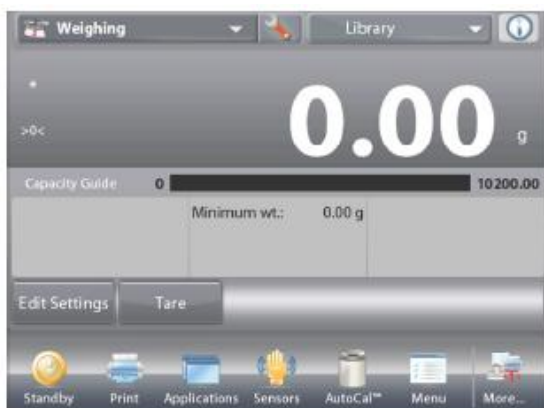 Weighing Library
*
>0< 0.00 g
Capacity Guide 0 10200.00
Minimum wt.: 0.00 g
Edit Settings Tare
Standby Print Applications Sensors AutoCal™ Menu More...